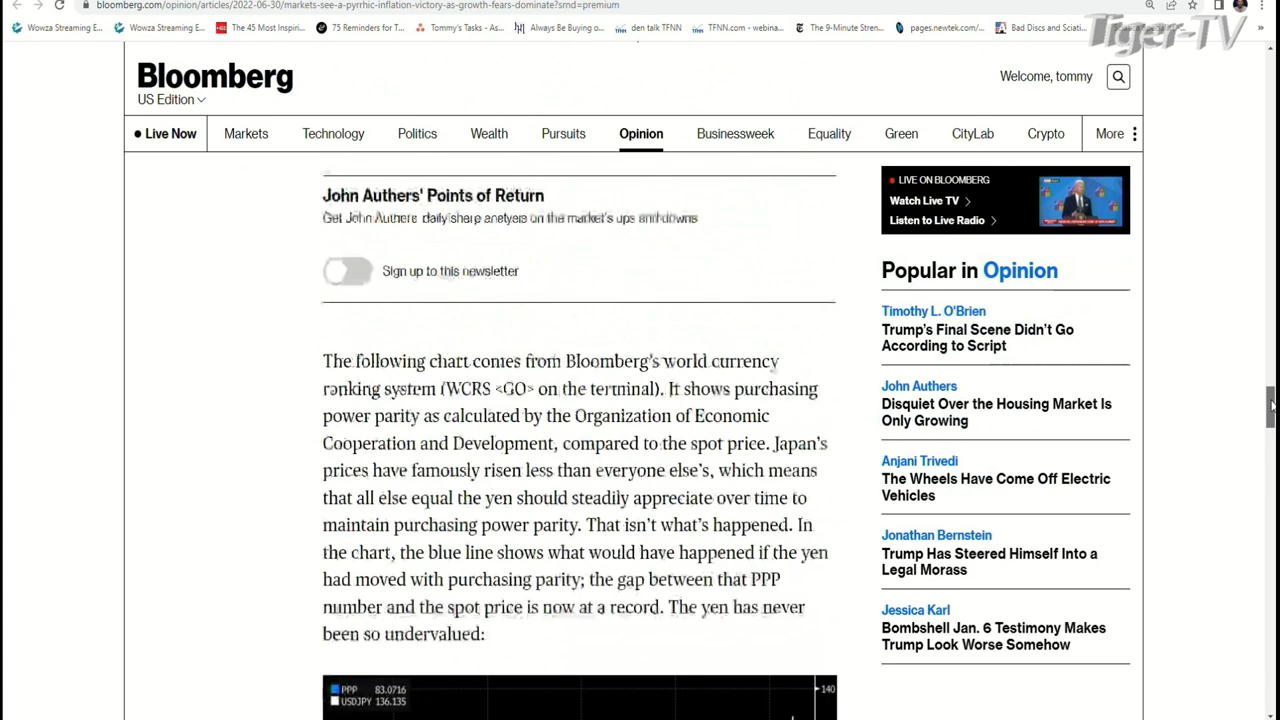 bloomberg.com/opinion/articles/2022-06-30/markets-see-a-pyrrhic-inflation-victory-as-growth-fears-dominate?srnd=premium
Wowza Streaming E... Wowza Streaming E... The 45 Most Inspiri... 75 Reminders for T... Tommy's Tasks - As... Always Be Buying o... den talk TFNN TFNN.com - webina... The 9-Minute Stren... pages.newtek.com/... Bad Discs and Sciati... »
Tiger-TV
Bloomberg
US Edition
Welcome, tommy
Live Now Markets Technology Politics Wealth Pursuits Opinion Businessweek Equality Green CityLab Crypto More
John Authers' Points of Return
Get John Authers' daily sharp analysis on the market's ups and downs
Sign up to this newsletter
The following chart comes from Bloomberg's world currency
ranking system (WCRS <GO> on the terminal). It shows purchasing
power parity as calculated by the Organization of Economic
Cooperation and Development, compared to the spot price. Japan's
prices have famously risen less than everyone else's, which means
that all else equal the yen should steadily appreciate over time to
maintain purchasing power parity. That isn't what's happened. In
the chart, the blue line shows what would have happened if the yen
had moved with purchasing parity; the gap between that PPP
number and the spot price is now at a record. The yen has never
been so undervalued:
PPP 83.0716
USDJPY 136.135
140
LIVE ON BLOOMBERG
Watch Live TV
Listen to Live Radio
Popular in Opinion
Timothy L. O'Brien
Trump's Final Scene Didn't Go
According to Script
John Authers
Disquiet Over the Housing Market Is
Only Growing
Anjani Trivedi
The Wheels Have Come Off Electric
Vehicles
Jonathan Bernstein
Trump Has Steered Himself Into a
Legal Morass
Jessica Karl
Bombshell Jan. 6 Testimony Makes
Trump Look Worse Somehow